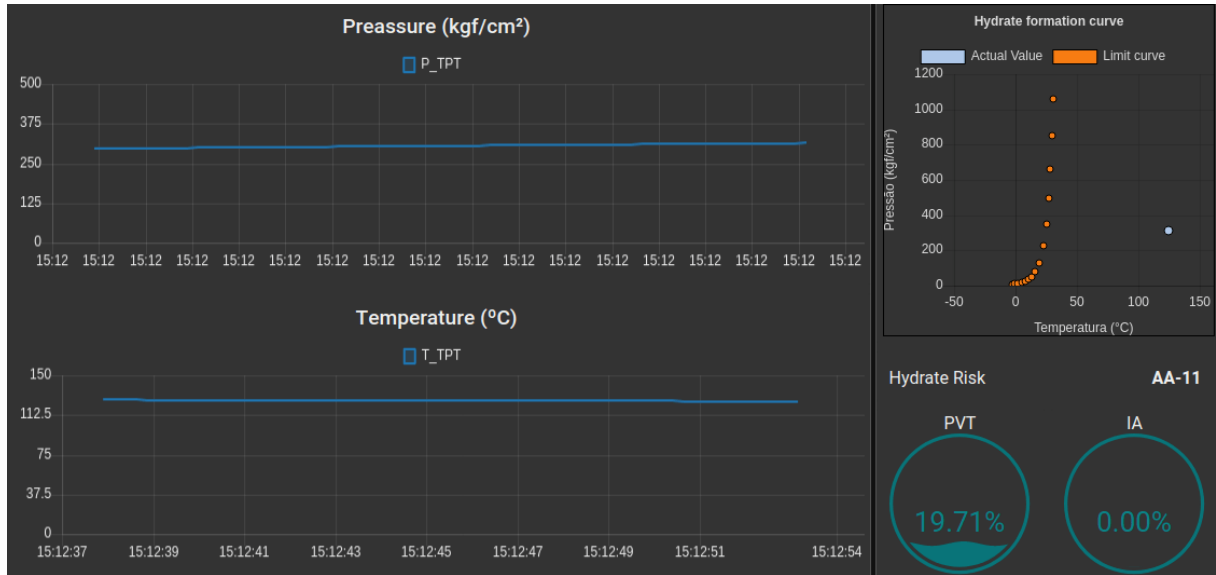 Preassure (kgf/cm²)
P_TPT
500
375
250
125
0
15:12 15:12 15:12 15:12 15:12 15:12 15:12 15:12 15:12 15:12 15:12 15:12 15:12 15:12 15:12 15:12 15:12 15:12
Temperature (ºC)
T_TPT
150
112.5
75
37.5
0
15:12:37 15:12:39 15:12:41 15:12:43 15:12:45 15:12:47 15:12:49 15:12:51 15:12:54
Hydrate formation curve
Actual Value Limit curve
Pressão (kgf/cm²)
1200
1000
800
600
400
200
0
-50 0 50 100 150
Temperatura (°C)
Hydrate Risk AA-11
PVT IA
19.71% 0.00%